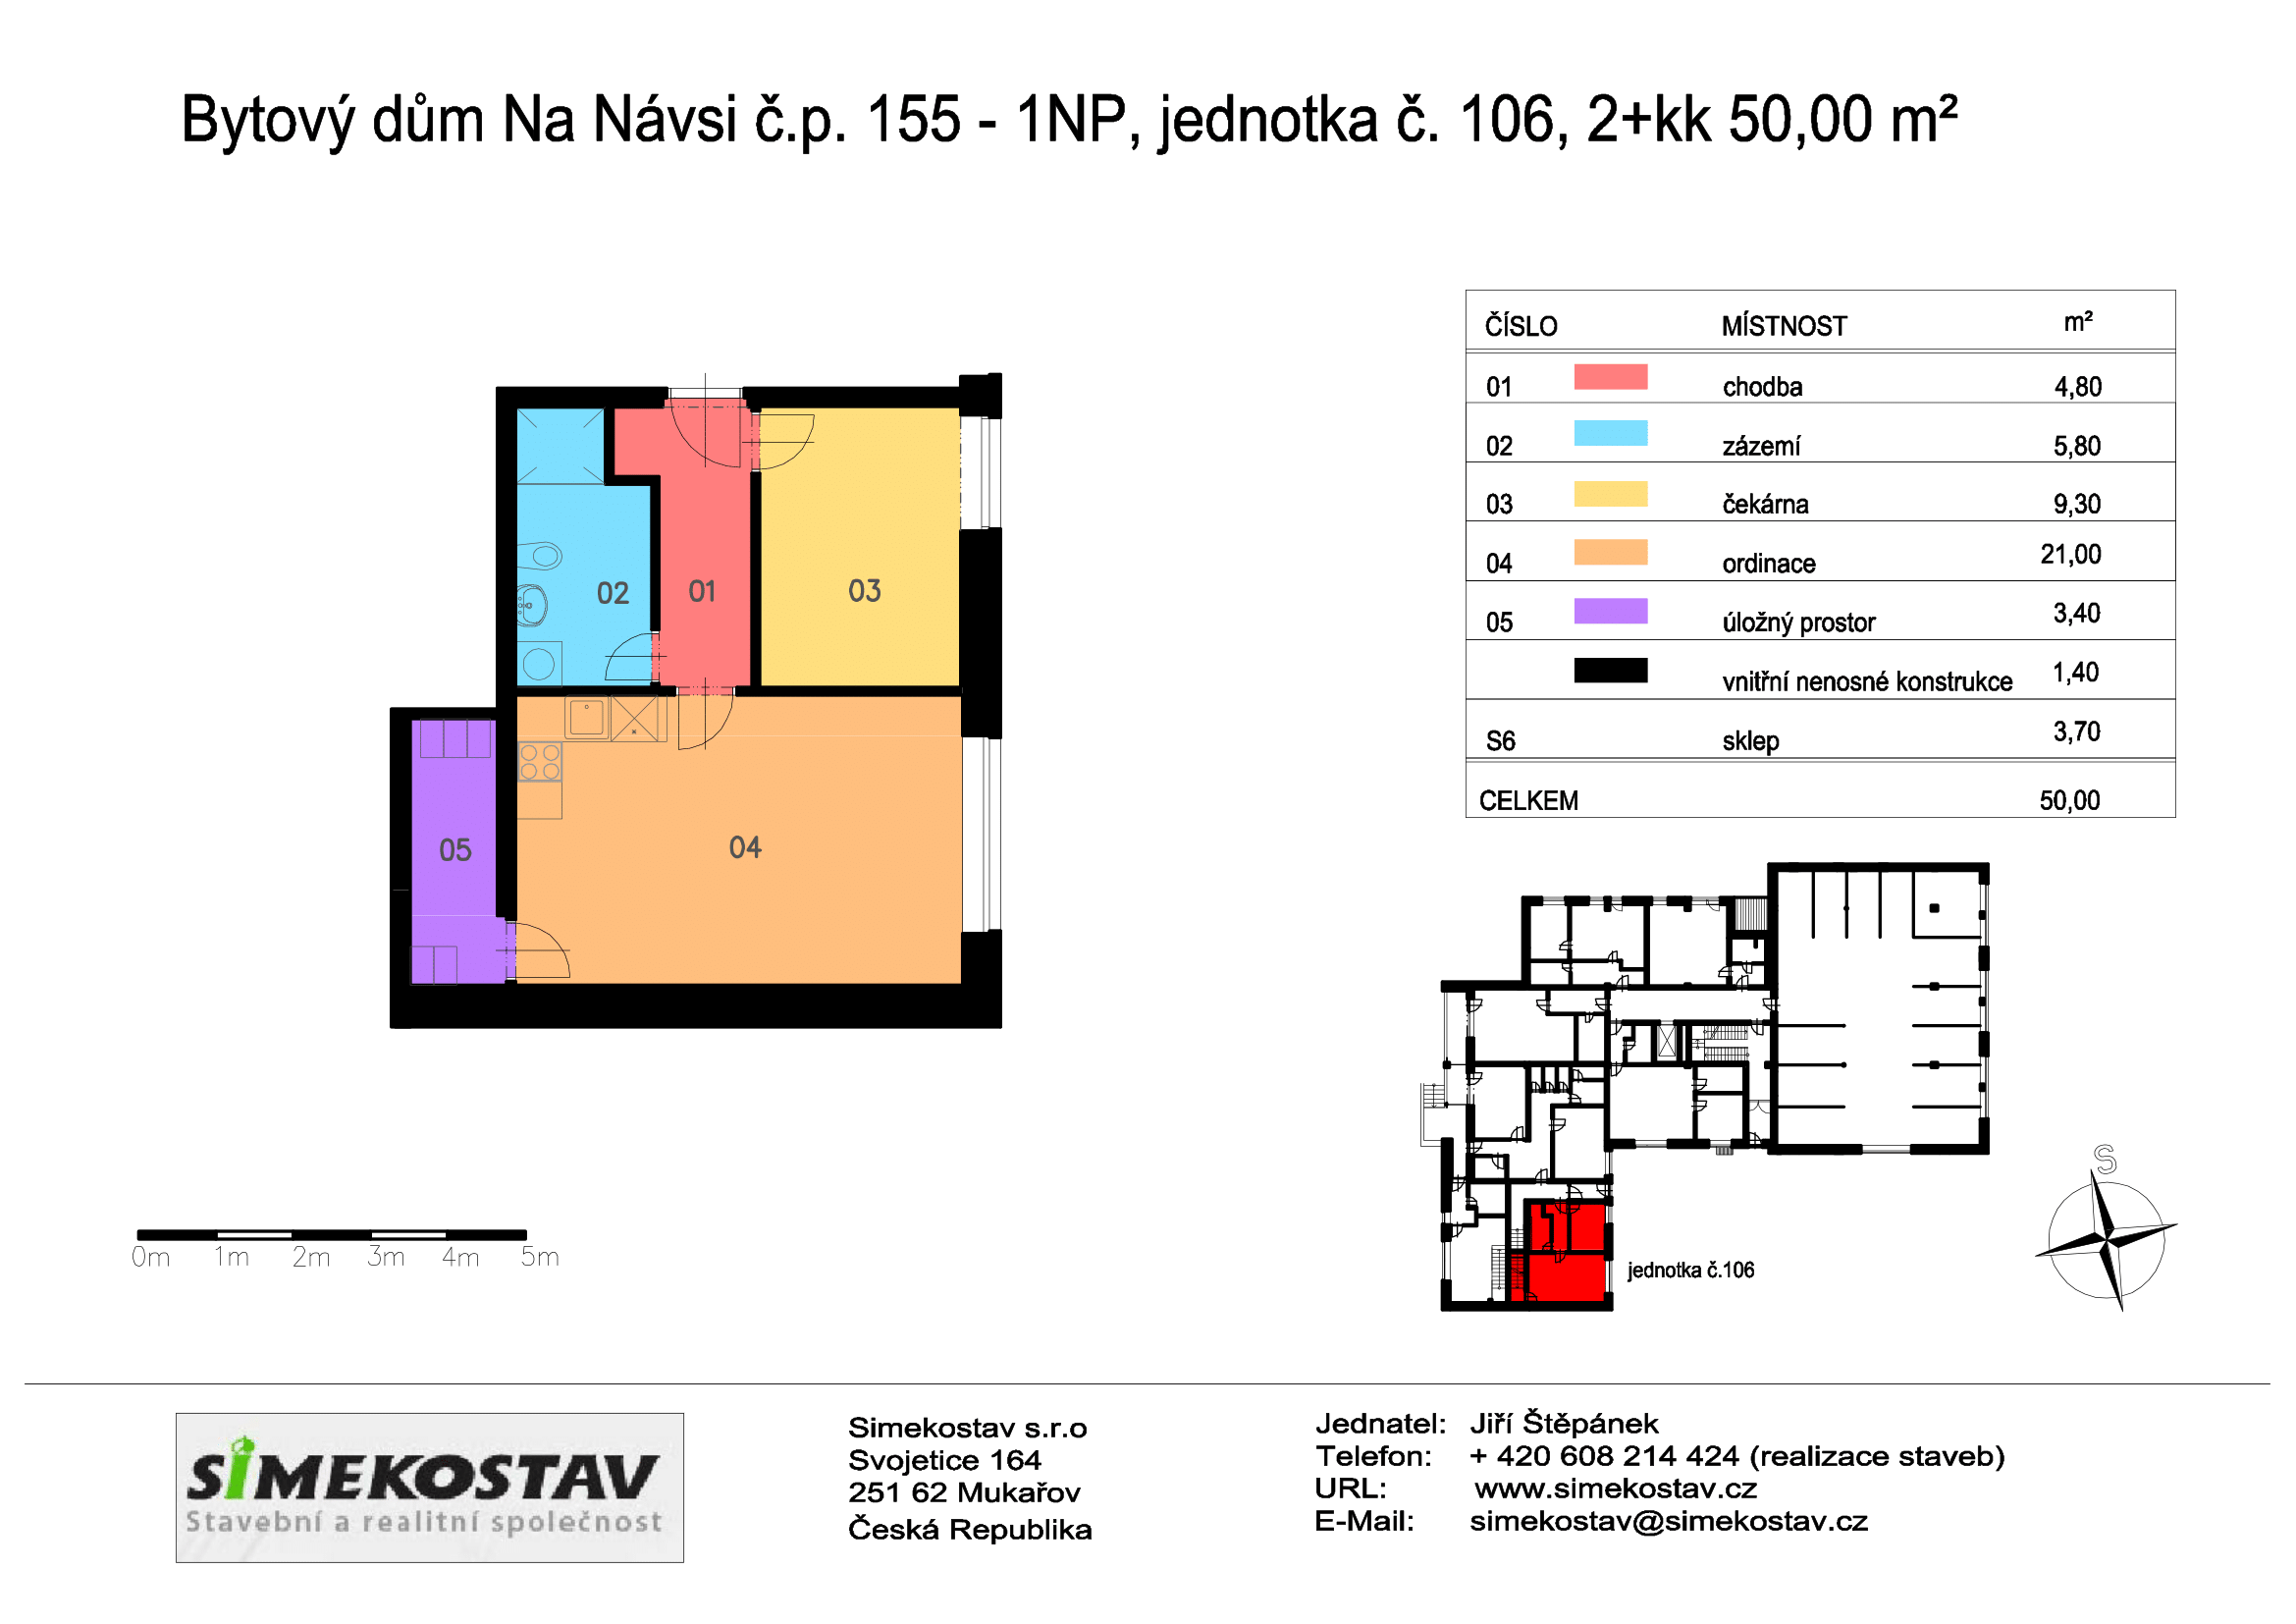 Bytový dům Na Návsi č.p. 155 - 1NP, jednotka č. 106, 2+kk 50,00 m²
ČÍSLO MÍSTNOST m²
01 chodba 4,80
02 zázemí 5,80
03 čekárna 9,30
04 ordinace 21,00
05 úložný prostor 3,40
vnitřní nenosné konstrukce 1,40
S6 sklep 3,70
CELKEM 50,00
02 01 03
05 04
jednotka č.106
S
0m 1m 2m 3m 4m 5m
SIMEKOSTAV
Stavební a realitní společnost
Simekostav s.r.o
Svojetice 164
251 62 Mukařov
Česká Republika
Jednatel: Jiří Štěpánek
Telefon: + 420 608 214 424 (realizace staveb)
URL: www.simekostav.cz
E-Mail: simekostav@simekostav.cz